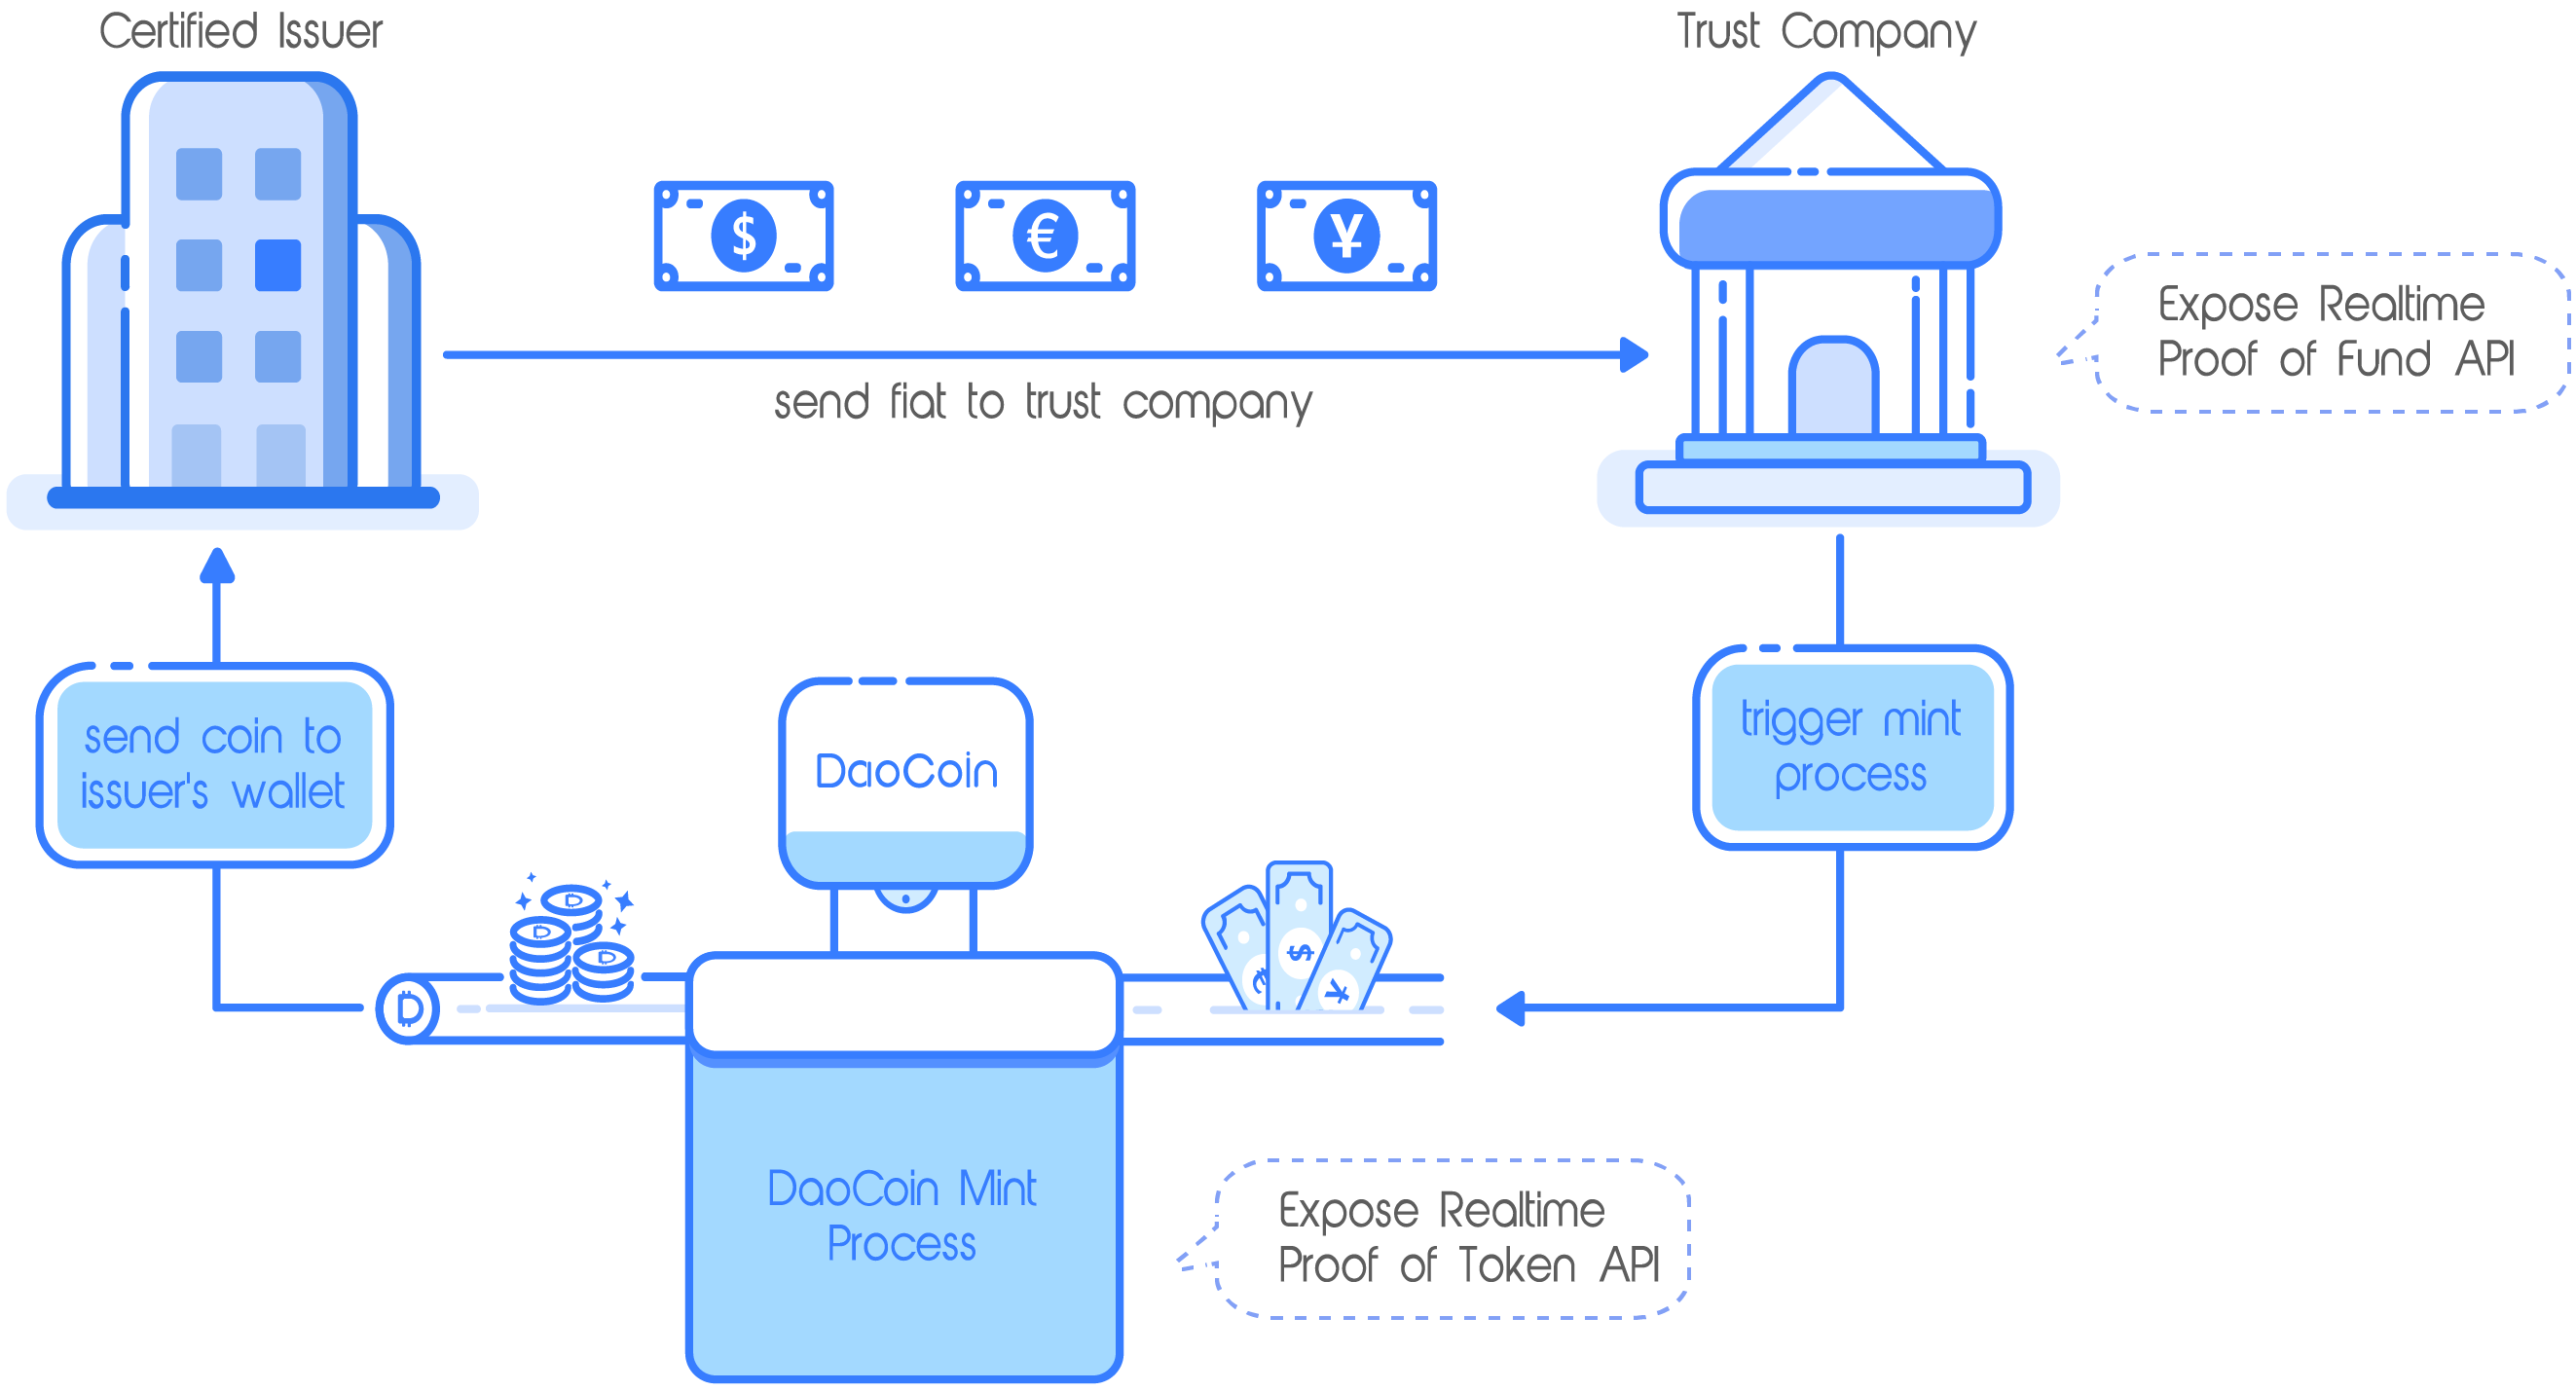 Certified Issuer
Trust Company
$
€
¥
Expose Realtime
Proof of Fund API
send fiat to trust company
send coin to
issuer's wallet
DaoCoin
trigger mint
process
€
$
¥
DaoCoin Mint
Process
Expose Realtime
Proof of Token API